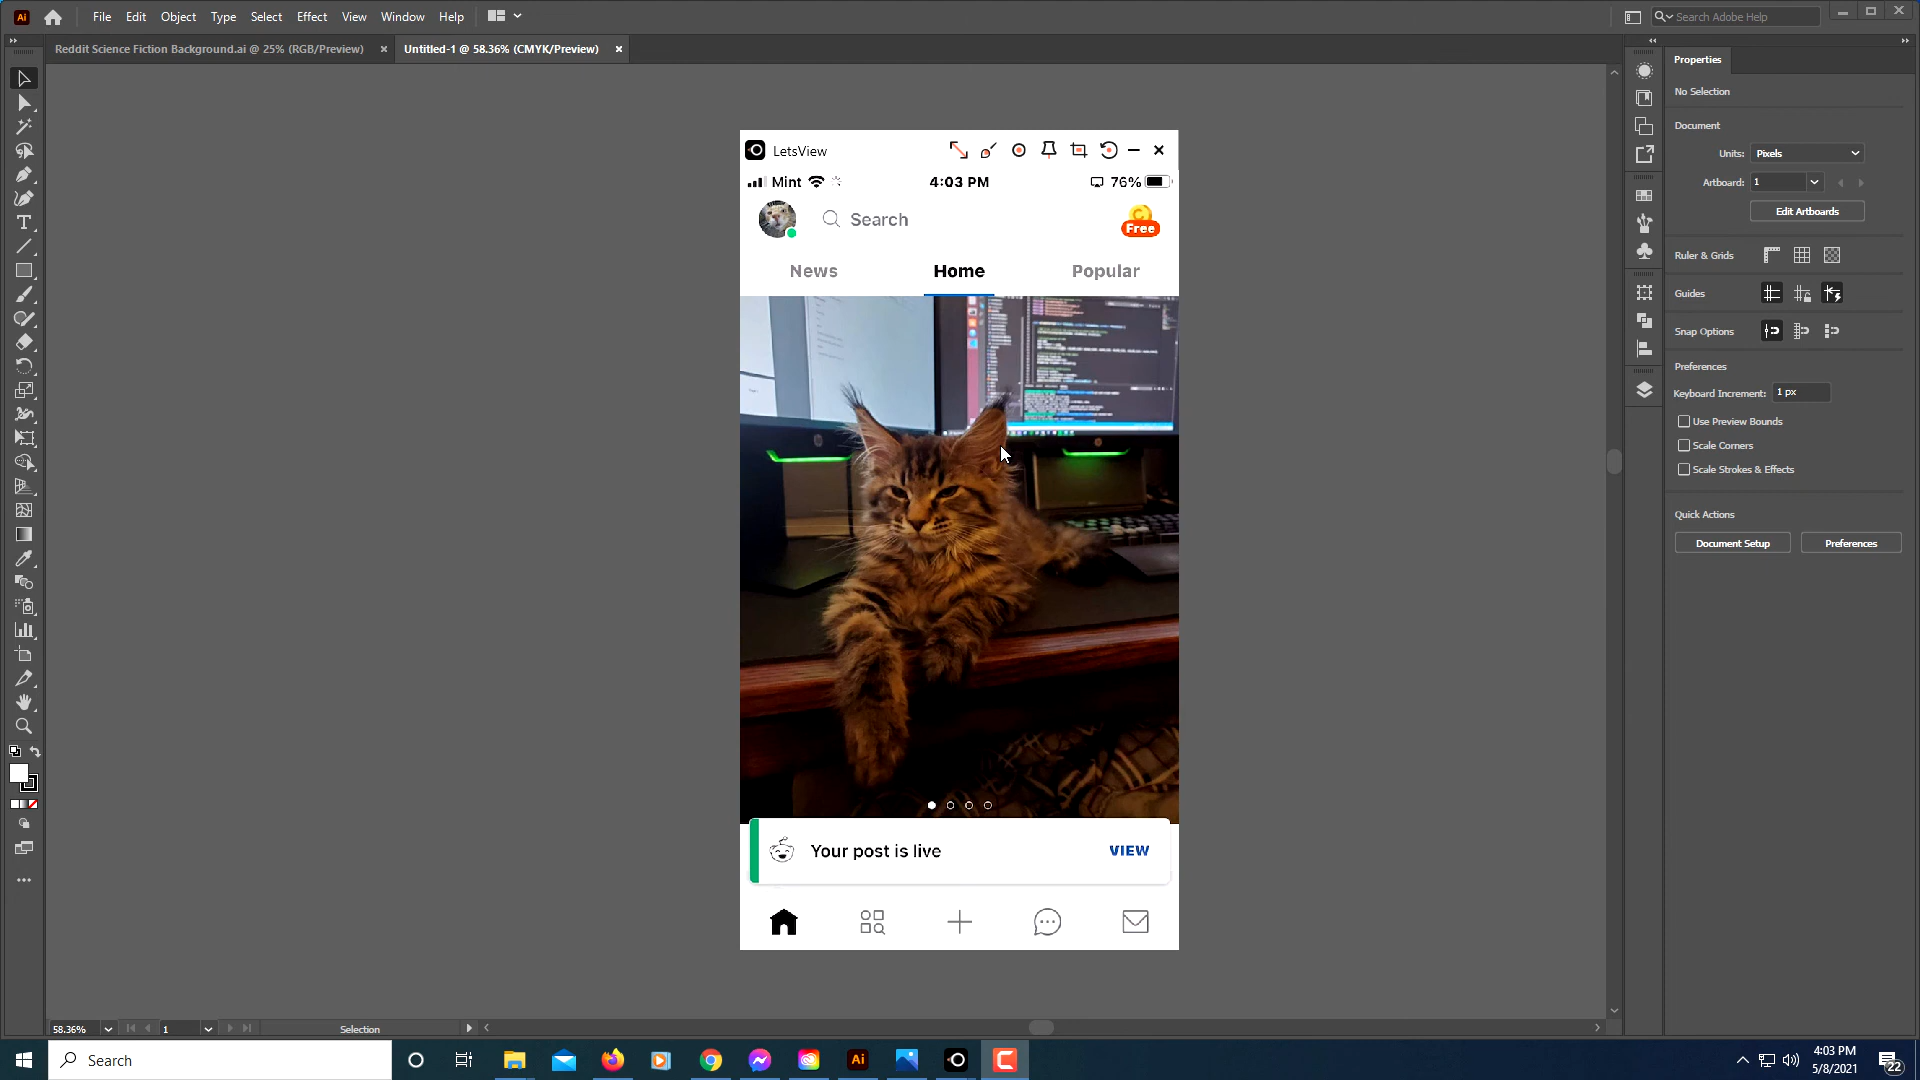 Ai File Edit Object Type Select Effect View Window Help Search Adobe Help
Reddit Science Fiction Background.ai @ 25% (RGB/Preview) Untitled-1 @ 58.36% (CMYK/Preview)
Properties
No Selection
Document
Units: Pixels
Artboard: 1
Edit Artboards
Ruler & Grids
Guides
Snap Options
Preferences
Keyboard Increment: 1 px
Use Preview Bounds
Scale Corners
Scale Strokes & Effects
Quick Actions
Document Setup Preferences
LetsView
Mint 4:03 PM 76%
Search Free
News Home Popular
Your post is live VIEW
58.36% 1 Selection
Search Ai 4:03 PM
5/8/2021 22